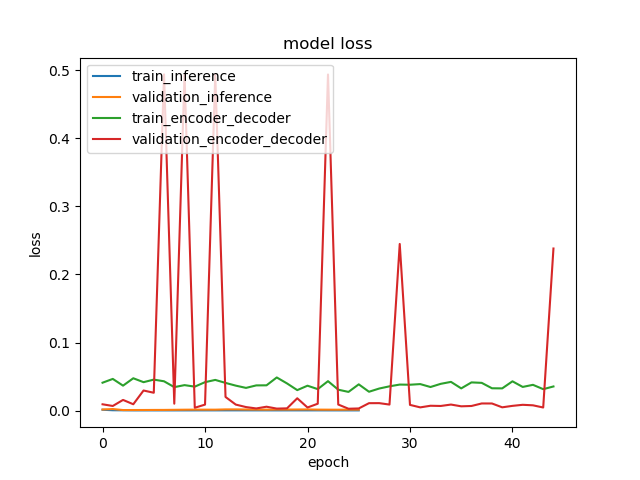 model loss
train_inference
validation_inference
train_encoder_decoder
validation_encoder_decoder
loss
0.5
0.4
0.3
0.2
0.1
0.0
0
10
20
30
40
epoch